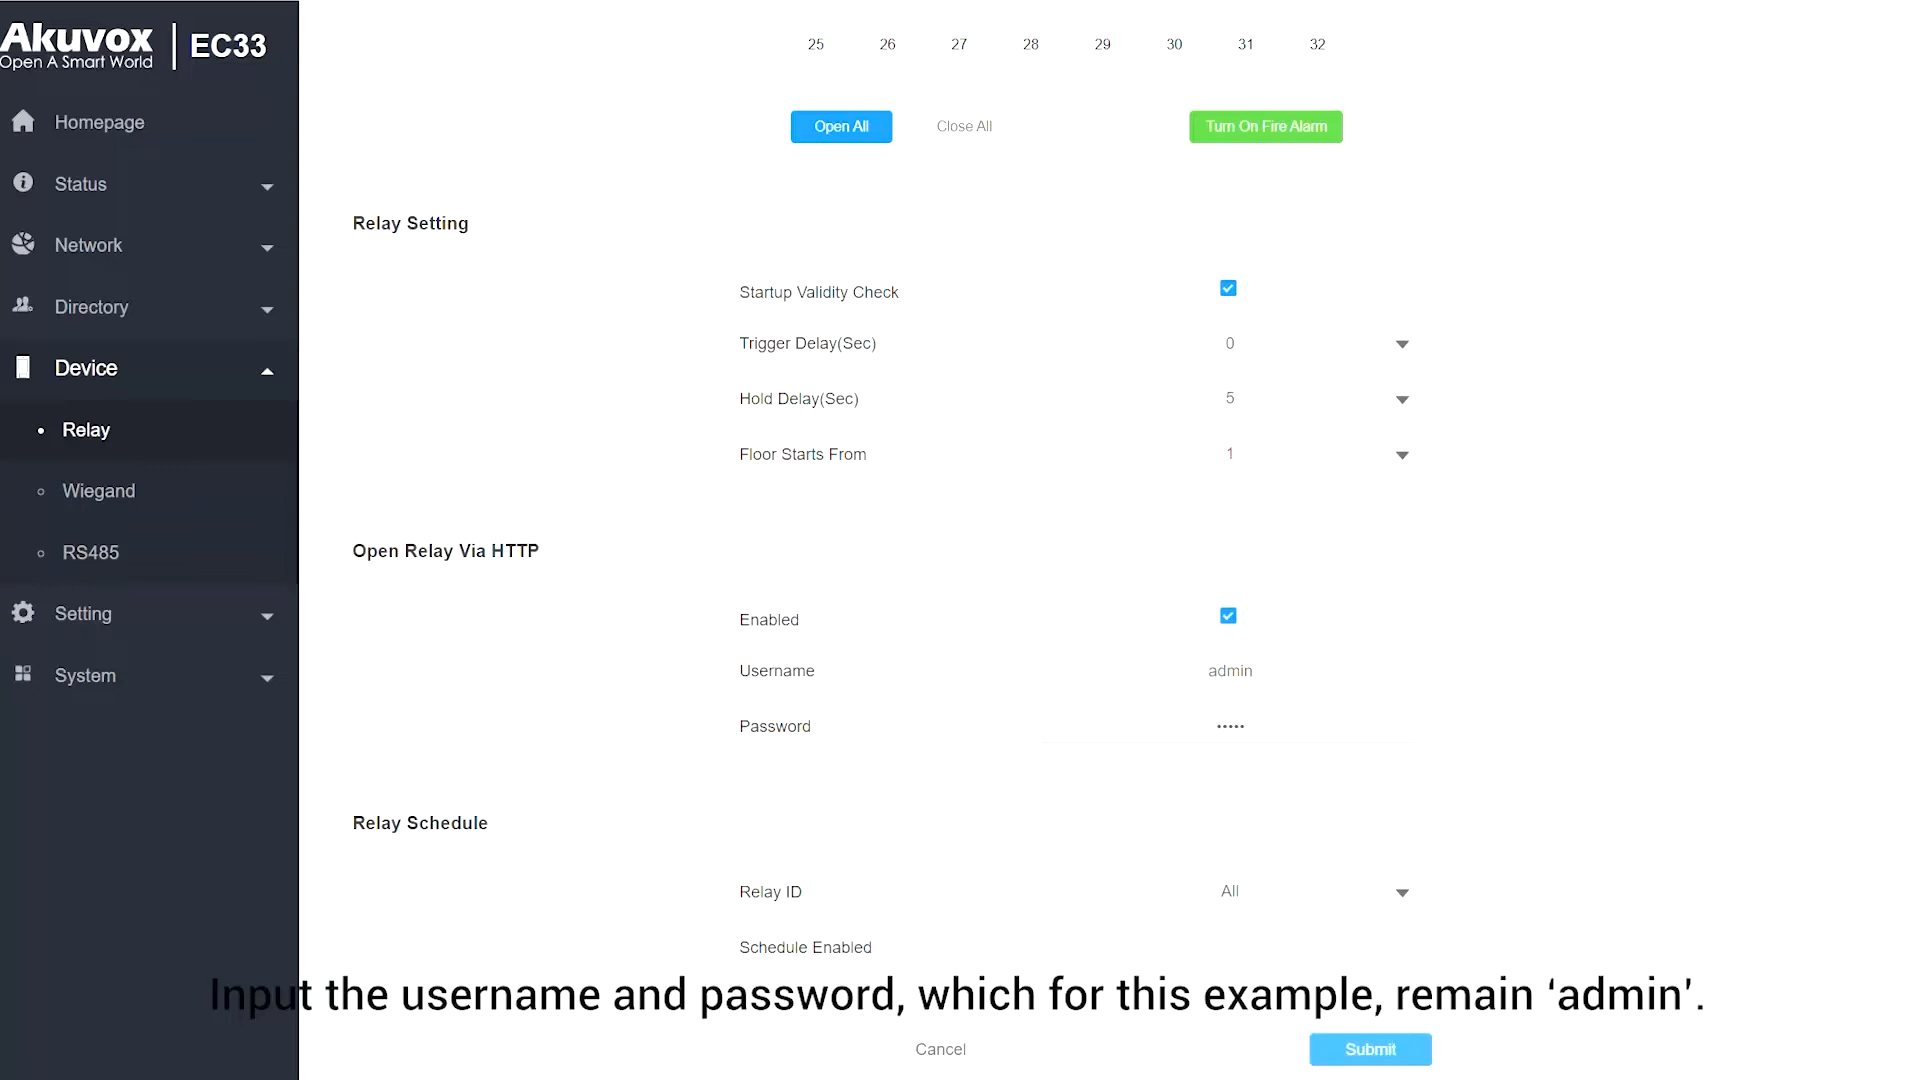 Akuvox
Open A Smart World
EC33
Homepage
Status
Network
Directory
Device
Relay
Wiegand
RS485
Setting
System
25 26 27 28 29 30 31 32
Open All Close All Turn On Fire Alarm
Relay Setting
Startup Validity Check
Trigger Delay(Sec) 0
Hold Delay(Sec) 5
Floor Starts From 1
Open Relay Via HTTP
Enabled
Username admin
Password •••••
Relay Schedule
Relay ID All
Schedule Enabled
Input the username and password, which for this example, remain ‘admin’.
Cancel Submit